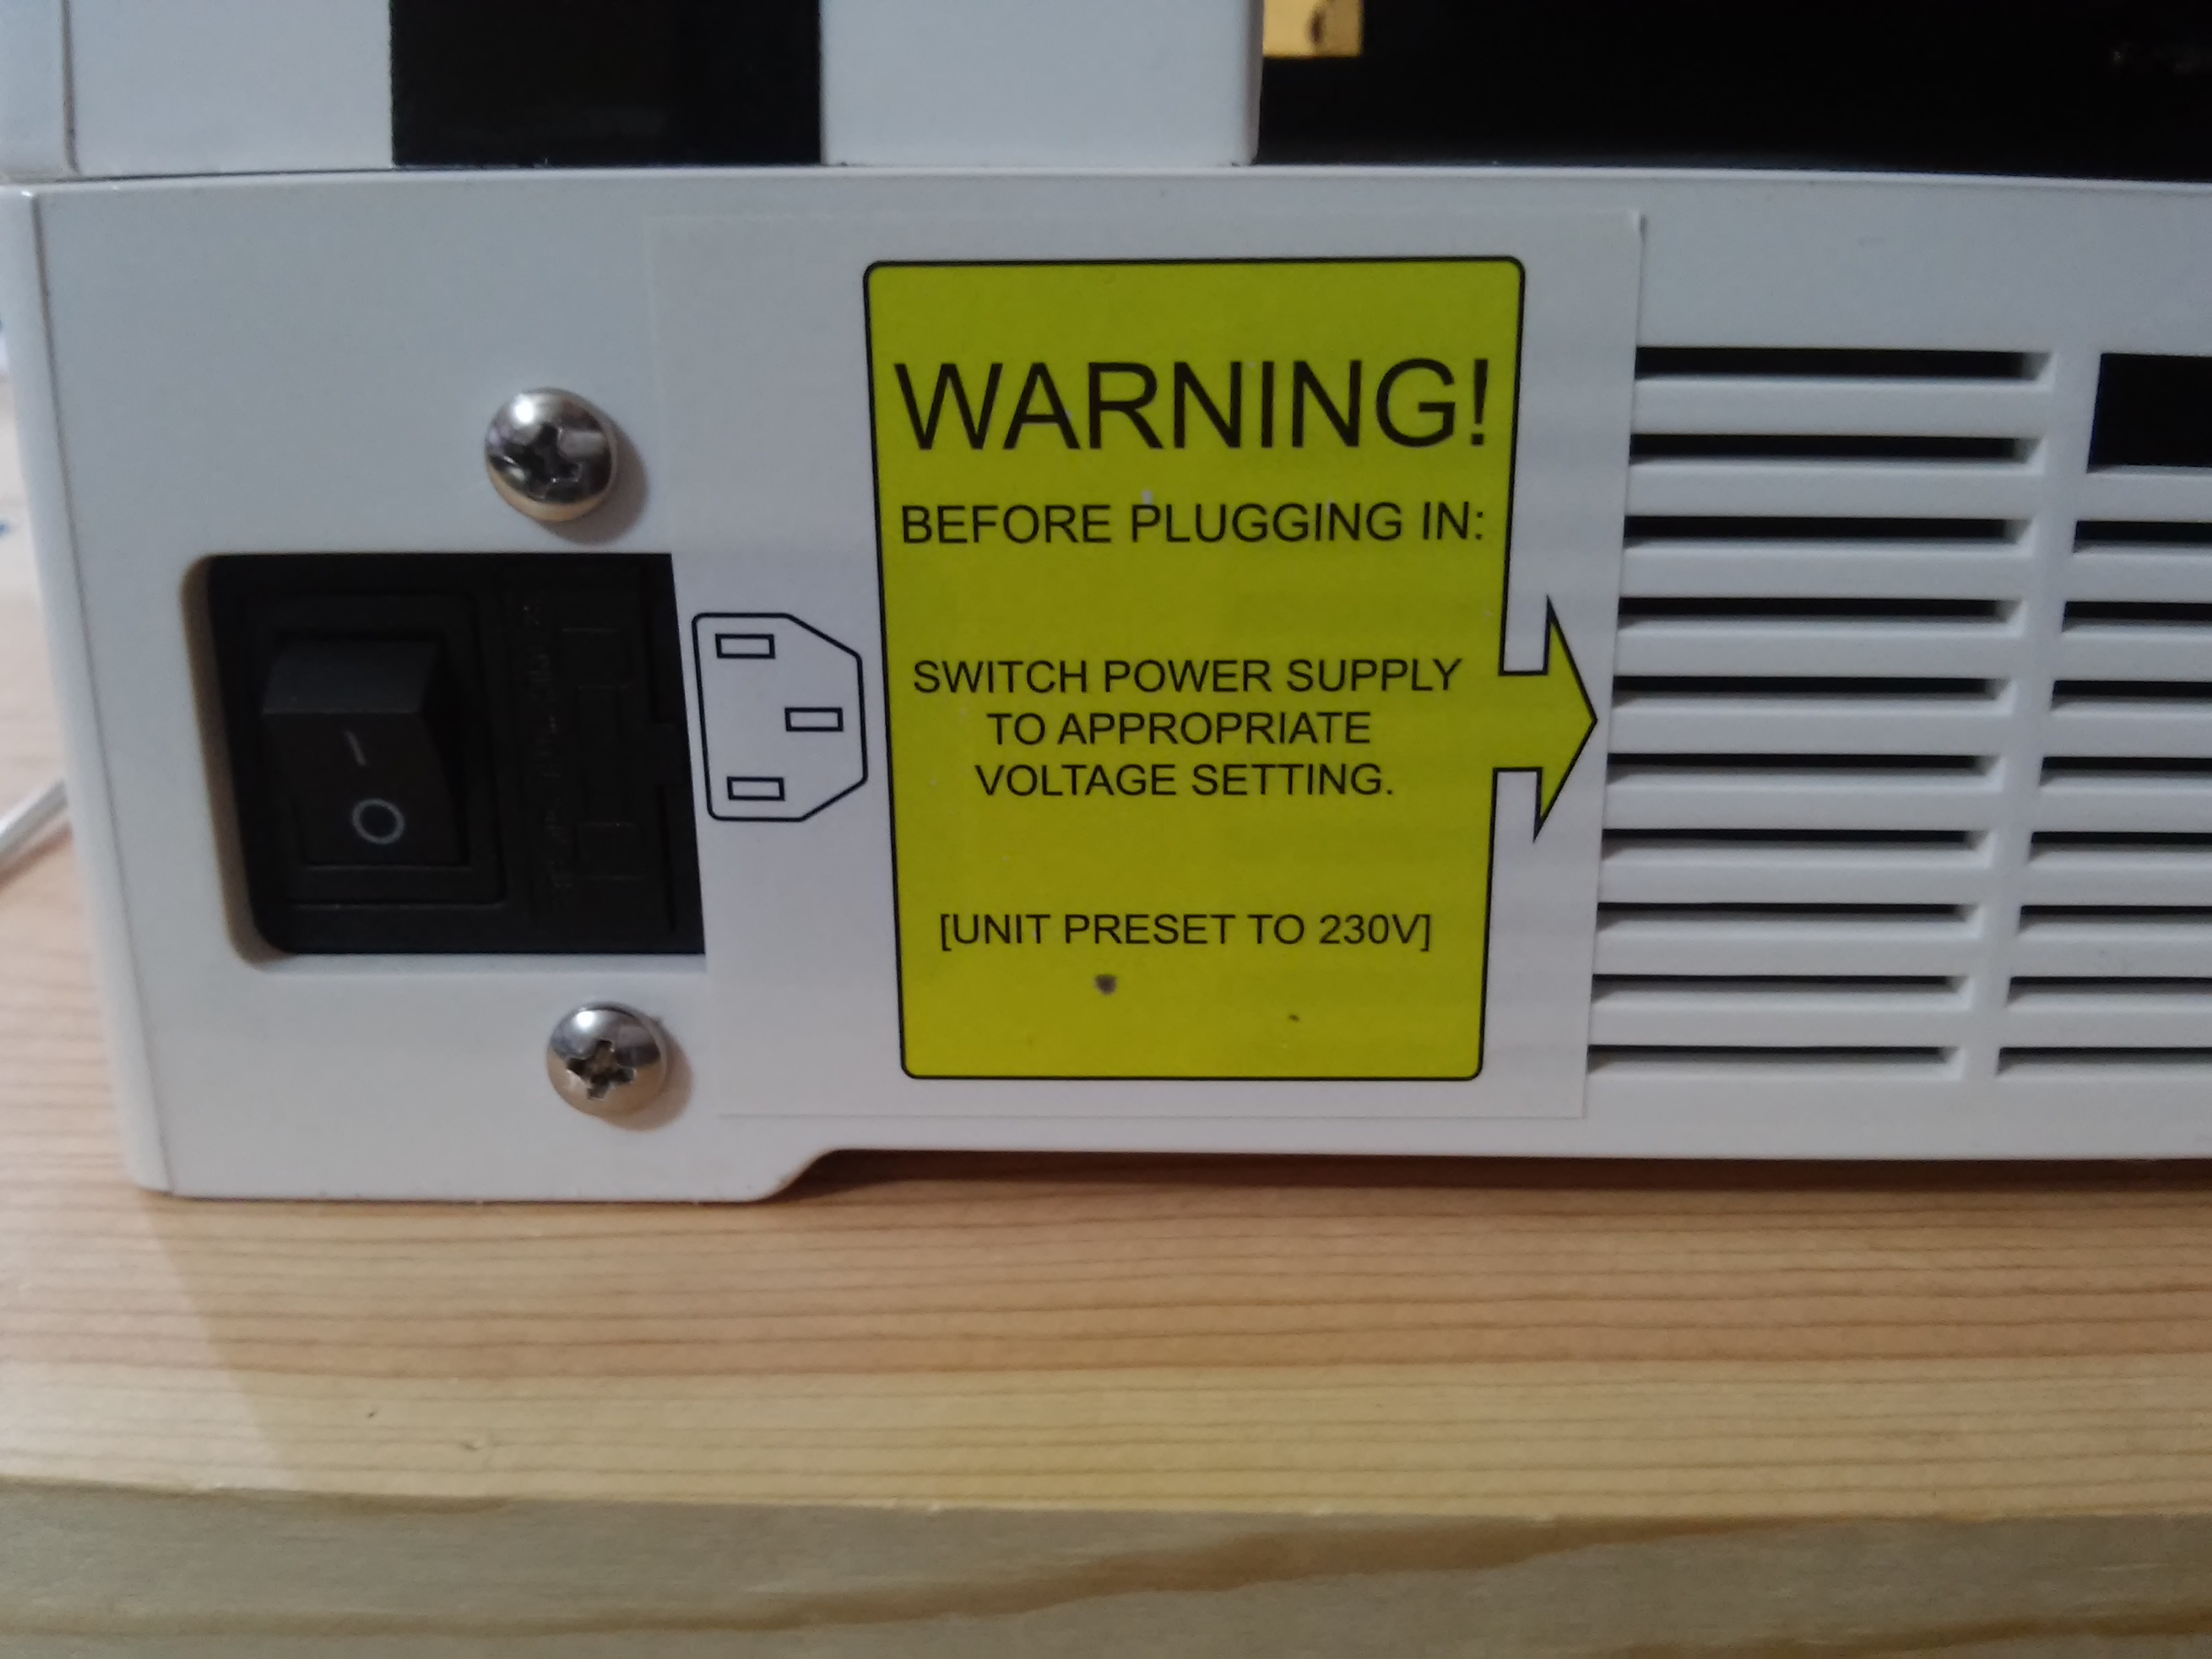 WARNING!
BEFORE PLUGGING IN:
SWITCH POWER SUPPLY
TO APPROPRIATE
VOLTAGE SETTING.
[UNIT PRESET TO 230V]
I
O